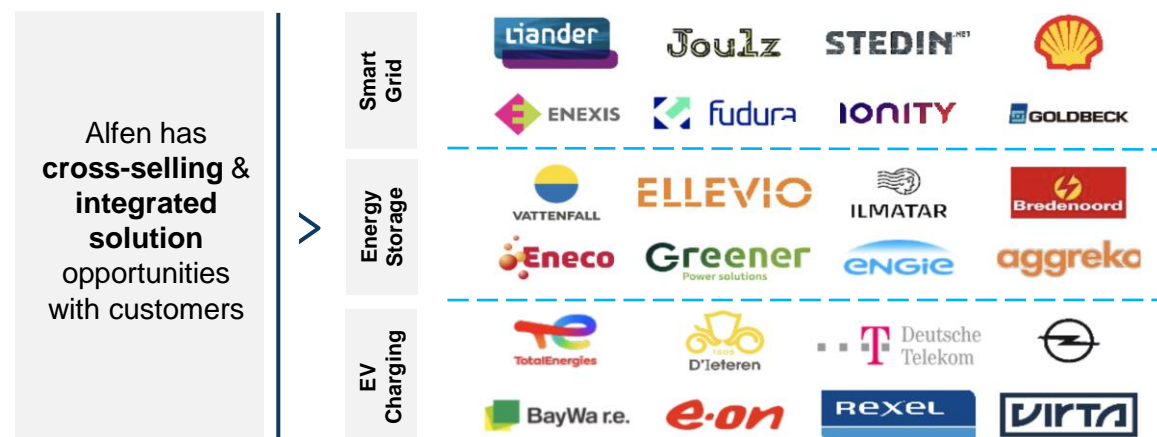 Alfen has
cross-selling &
integrated
solution
opportunities
with customers
>
Smart
Grid
Liander
Joulz
STEDIN.NET
ENEXIS
fudura
IONITY
GOLDBECK
Energy
Storage
VATTENFALL
ELLEVIO
ILMATAR
Bredenoord
Eneco
Greener
Power solutions
ENGIE
aggreko
EV
Charging
TotalEnergies
1805
D'Ieteren
T
Deutsche
Telekom
BayWa r.e.
e·on
REXEL
VIRTA